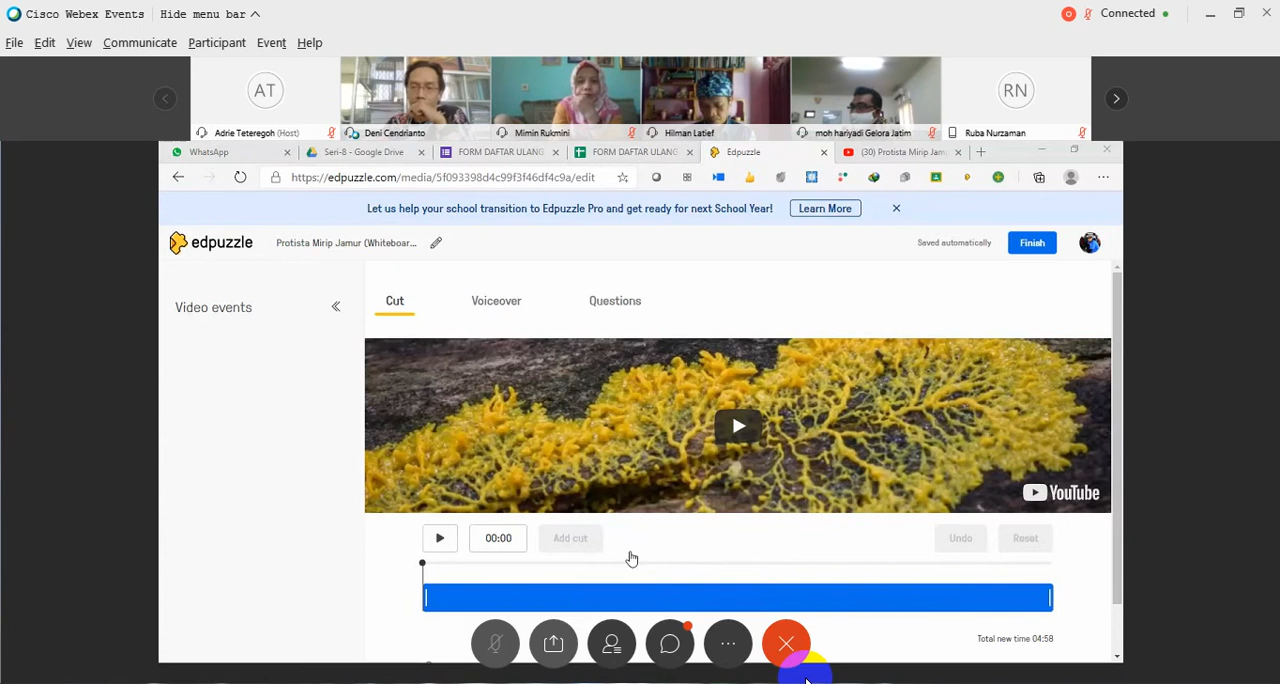 Cisco Webex Events Hide menu bar Connected
File Edit View Communicate Participant Event Help
AT RN
Adrie Teteregoh (Host) Deni Cendrianto Mimin Rukmini Hilman Latief moh hariyadi Gelora Jatim Ruba Nurzaman
WhatsApp Seri-8 - Google Drive FORM DAFTAR ULANG FORM DAFTAR ULANG Edpuzzle (30) Protista Mirip Jam
https://edpuzzle.com/media/5f093398d4c99f3f46df4c9a/edit
Let us help your school transition to Edpuzzle Pro and get ready for next School Year! Learn More
edpuzzle Protista Mirip Jamur (Whiteboar... Saved automatically Finish
Video events Cut Voiceover Questions
YouTube
00:00 Add cut Undo Reset
Total new time 04:58